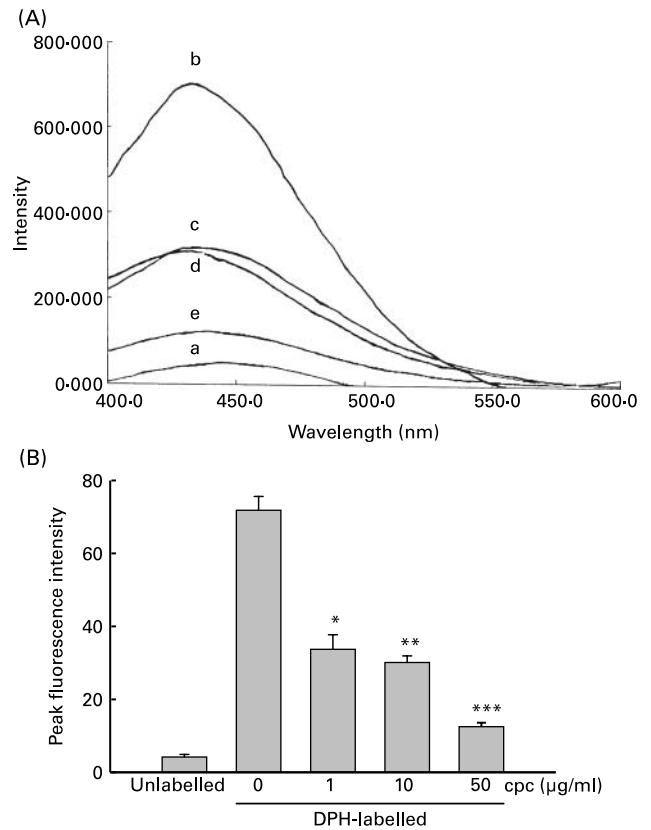 (A)
800·000
600·000
400·000
200·000
0·000
Intensity
b
c
d
e
a
400·0 450·0 500·0 550·0 600·0
Wavelength (nm)
(B)
80
60
40
20
0
Peak fluorescence intensity
*
**
***
Unlabelled 0 1 10 50 cpc (µg/ml)
DPH-labelled